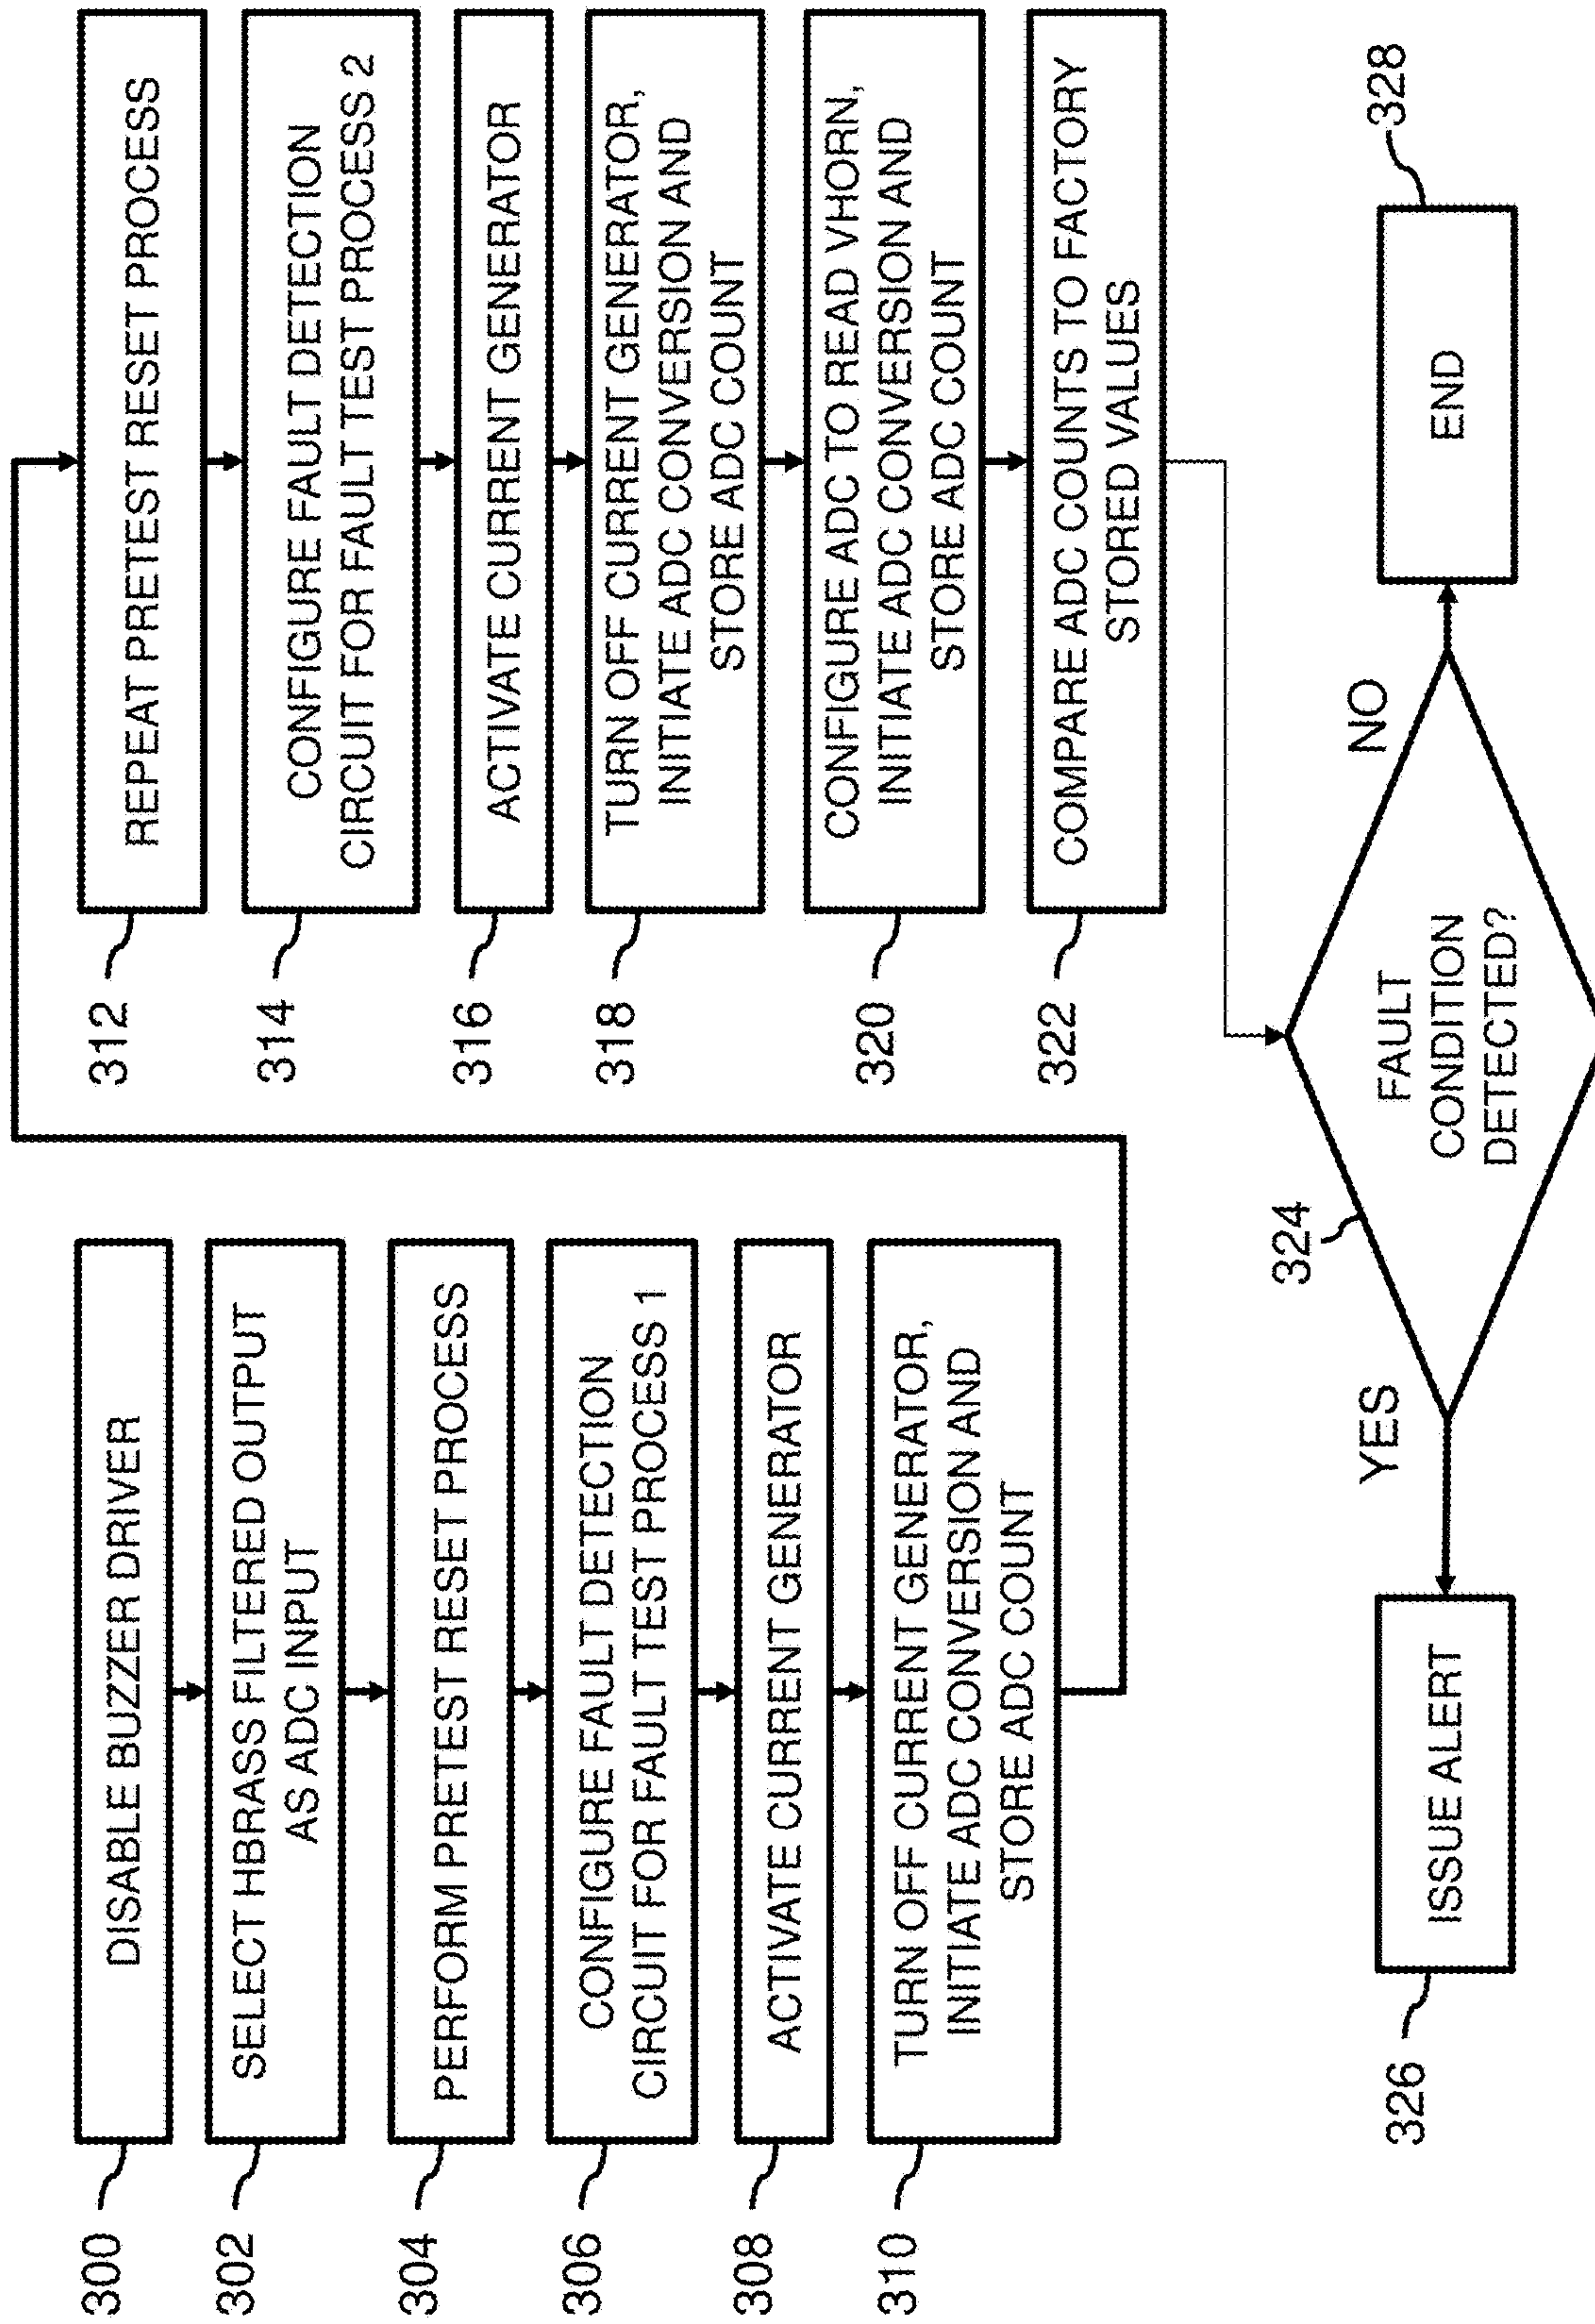 300
DISABLE BUZZER DRIVER
302
SELECT HBRASS FILTERED OUTPUT
AS ADC INPUT
304
PERFORM PRETEST RESET PROCESS
306
CONFIGURE FAULT DETECTION
CIRCUIT FOR FAULT TEST PROCESS 1
308
ACTIVATE CURRENT GENERATOR
310
TURN OFF CURRENT GENERATOR,
INITIATE ADC CONVERSION AND
STORE ADC COUNT
312
REPEAT PRETEST RESET PROCESS
314
CONFIGURE FAULT DETECTION
CIRCUIT FOR FAULT TEST PROCESS 2
316
ACTIVATE CURRENT GENERATOR
318
TURN OFF CURRENT GENERATOR,
INITIATE ADC CONVERSION AND
STORE ADC COUNT
320
CONFIGURE ADC TO READ VHORN,
INITIATE ADC CONVERSION AND
STORE ADC COUNT
322
COMPARE ADC COUNTS TO FACTORY
STORED VALUES
324
FAULT
CONDITION
DETECTED?
YES
NO
326
ISSUE ALERT
328
END